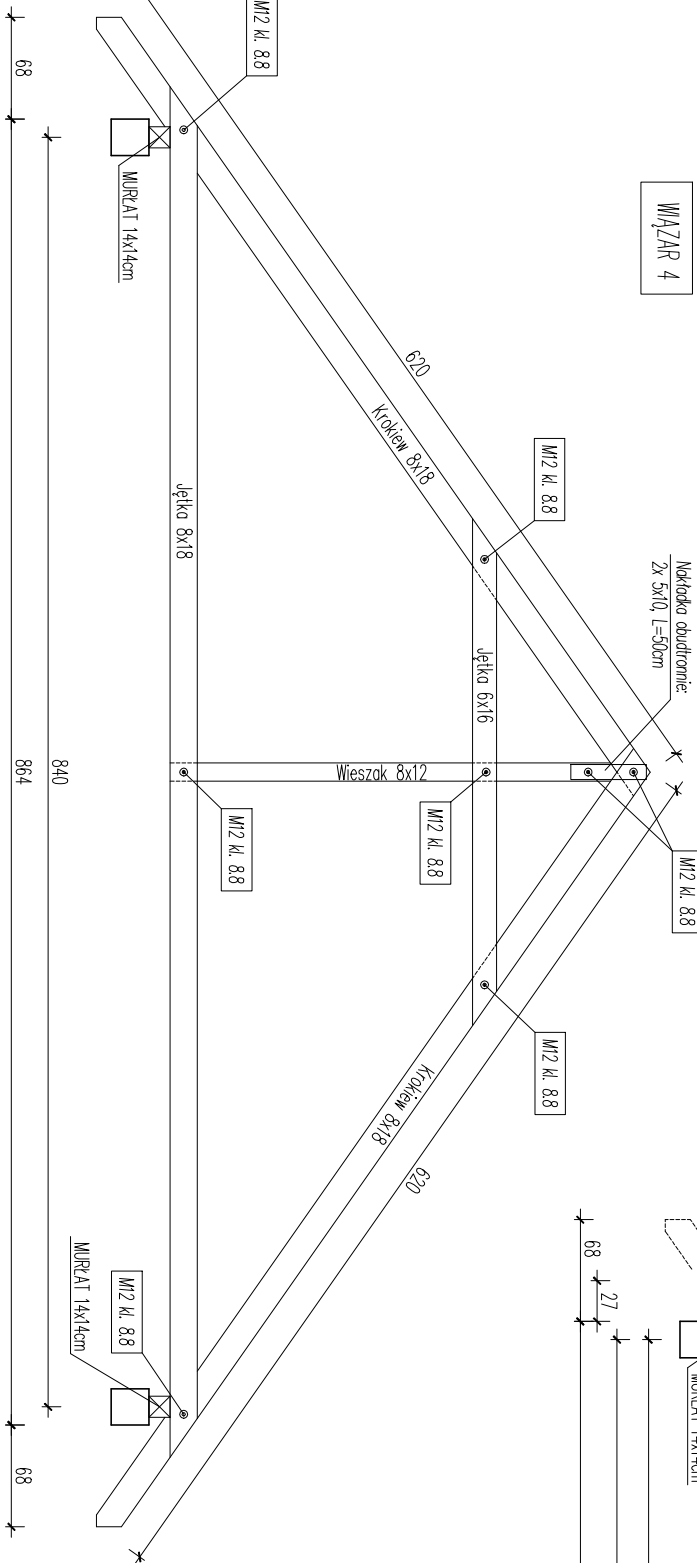 WIĄZAR 4
Nakładka obudtronnie:
2x 5x10, L=50cm
M12 kl. 8.8
M12 kl. 8.8
M12 kl. 8.8
620
620
Krokiew 8x18
Krokiew 8x18
Jętka 6x16
M12 kl. 8.8
Wieszak 8x12
M12 kl. 8.8
M12 kl. 8.8
Jętka 8x18
M12 kl. 8.8
MURŁAT 14x14cm
MURŁAT 14x14cm
68
840
864
68
68
27